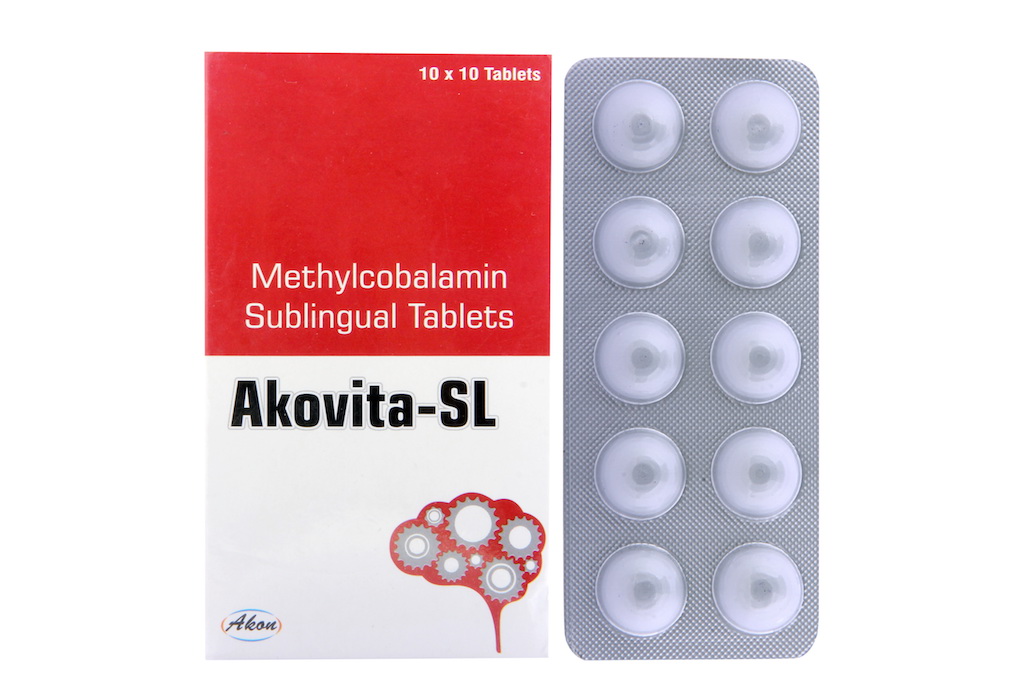 10 x 10 Tablets
Methylcobalamin
Sublingual Tablets
Akovita-SL
Akon